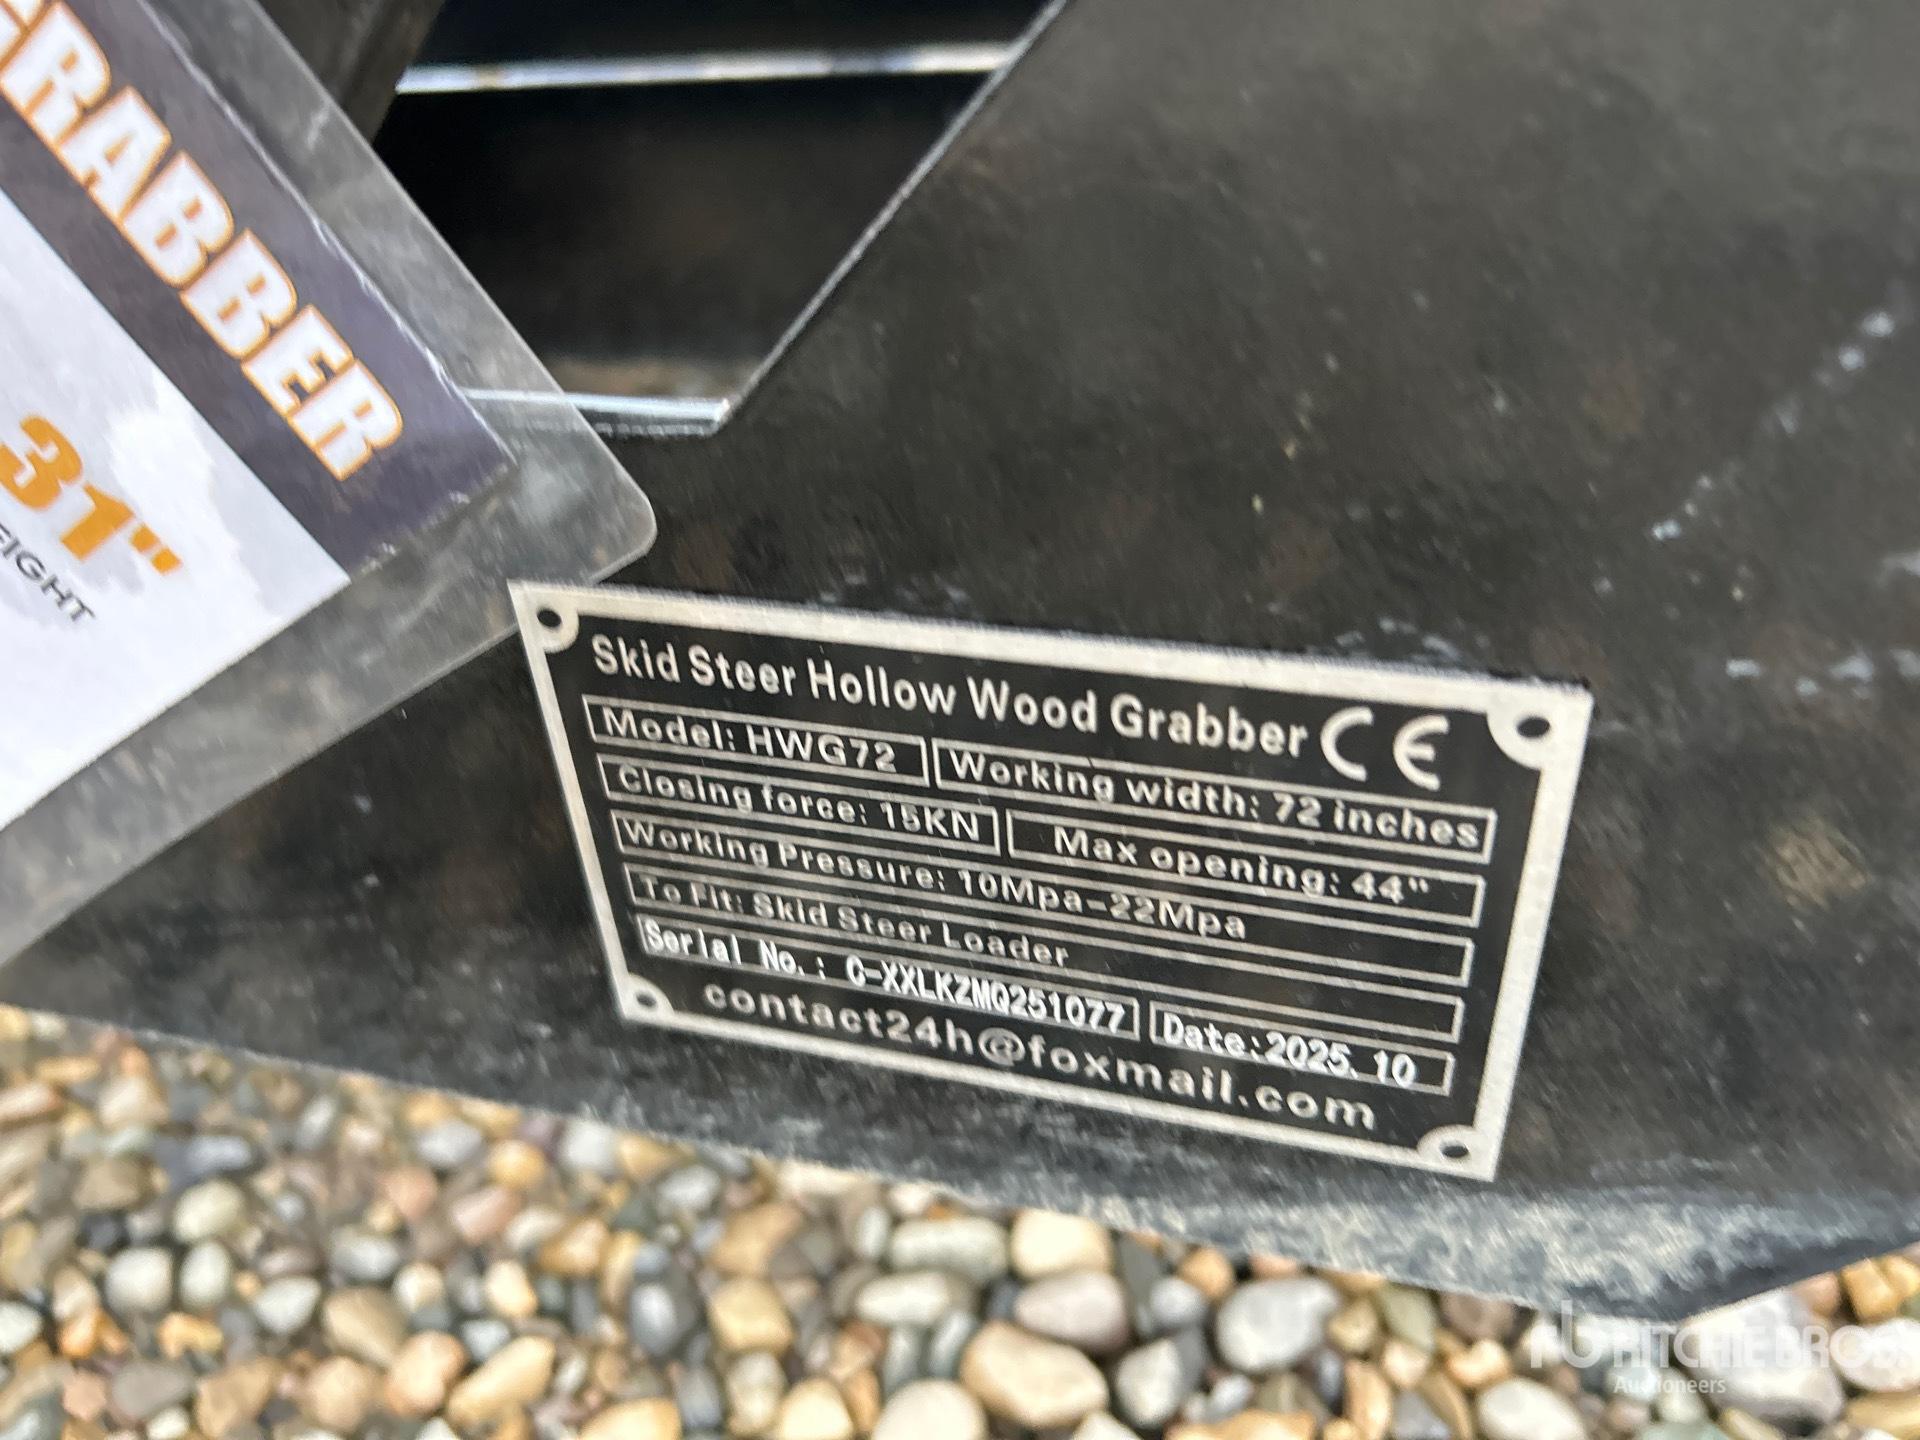 GRABBER
31"
Skid Steer Hollow Wood Grabber CE
Model: HWG72 Working width: 72 inches
Closing force: 15KN Max opening: 44"
Working Pressure: 10Mpa-22Mpa
To Fit: Skid Steer Loader
Serial No.: C-XXLKZMQ251077 Date:2025.10
contact24h@foxmail.com
rb RITCHIE BROS
Auctioneers